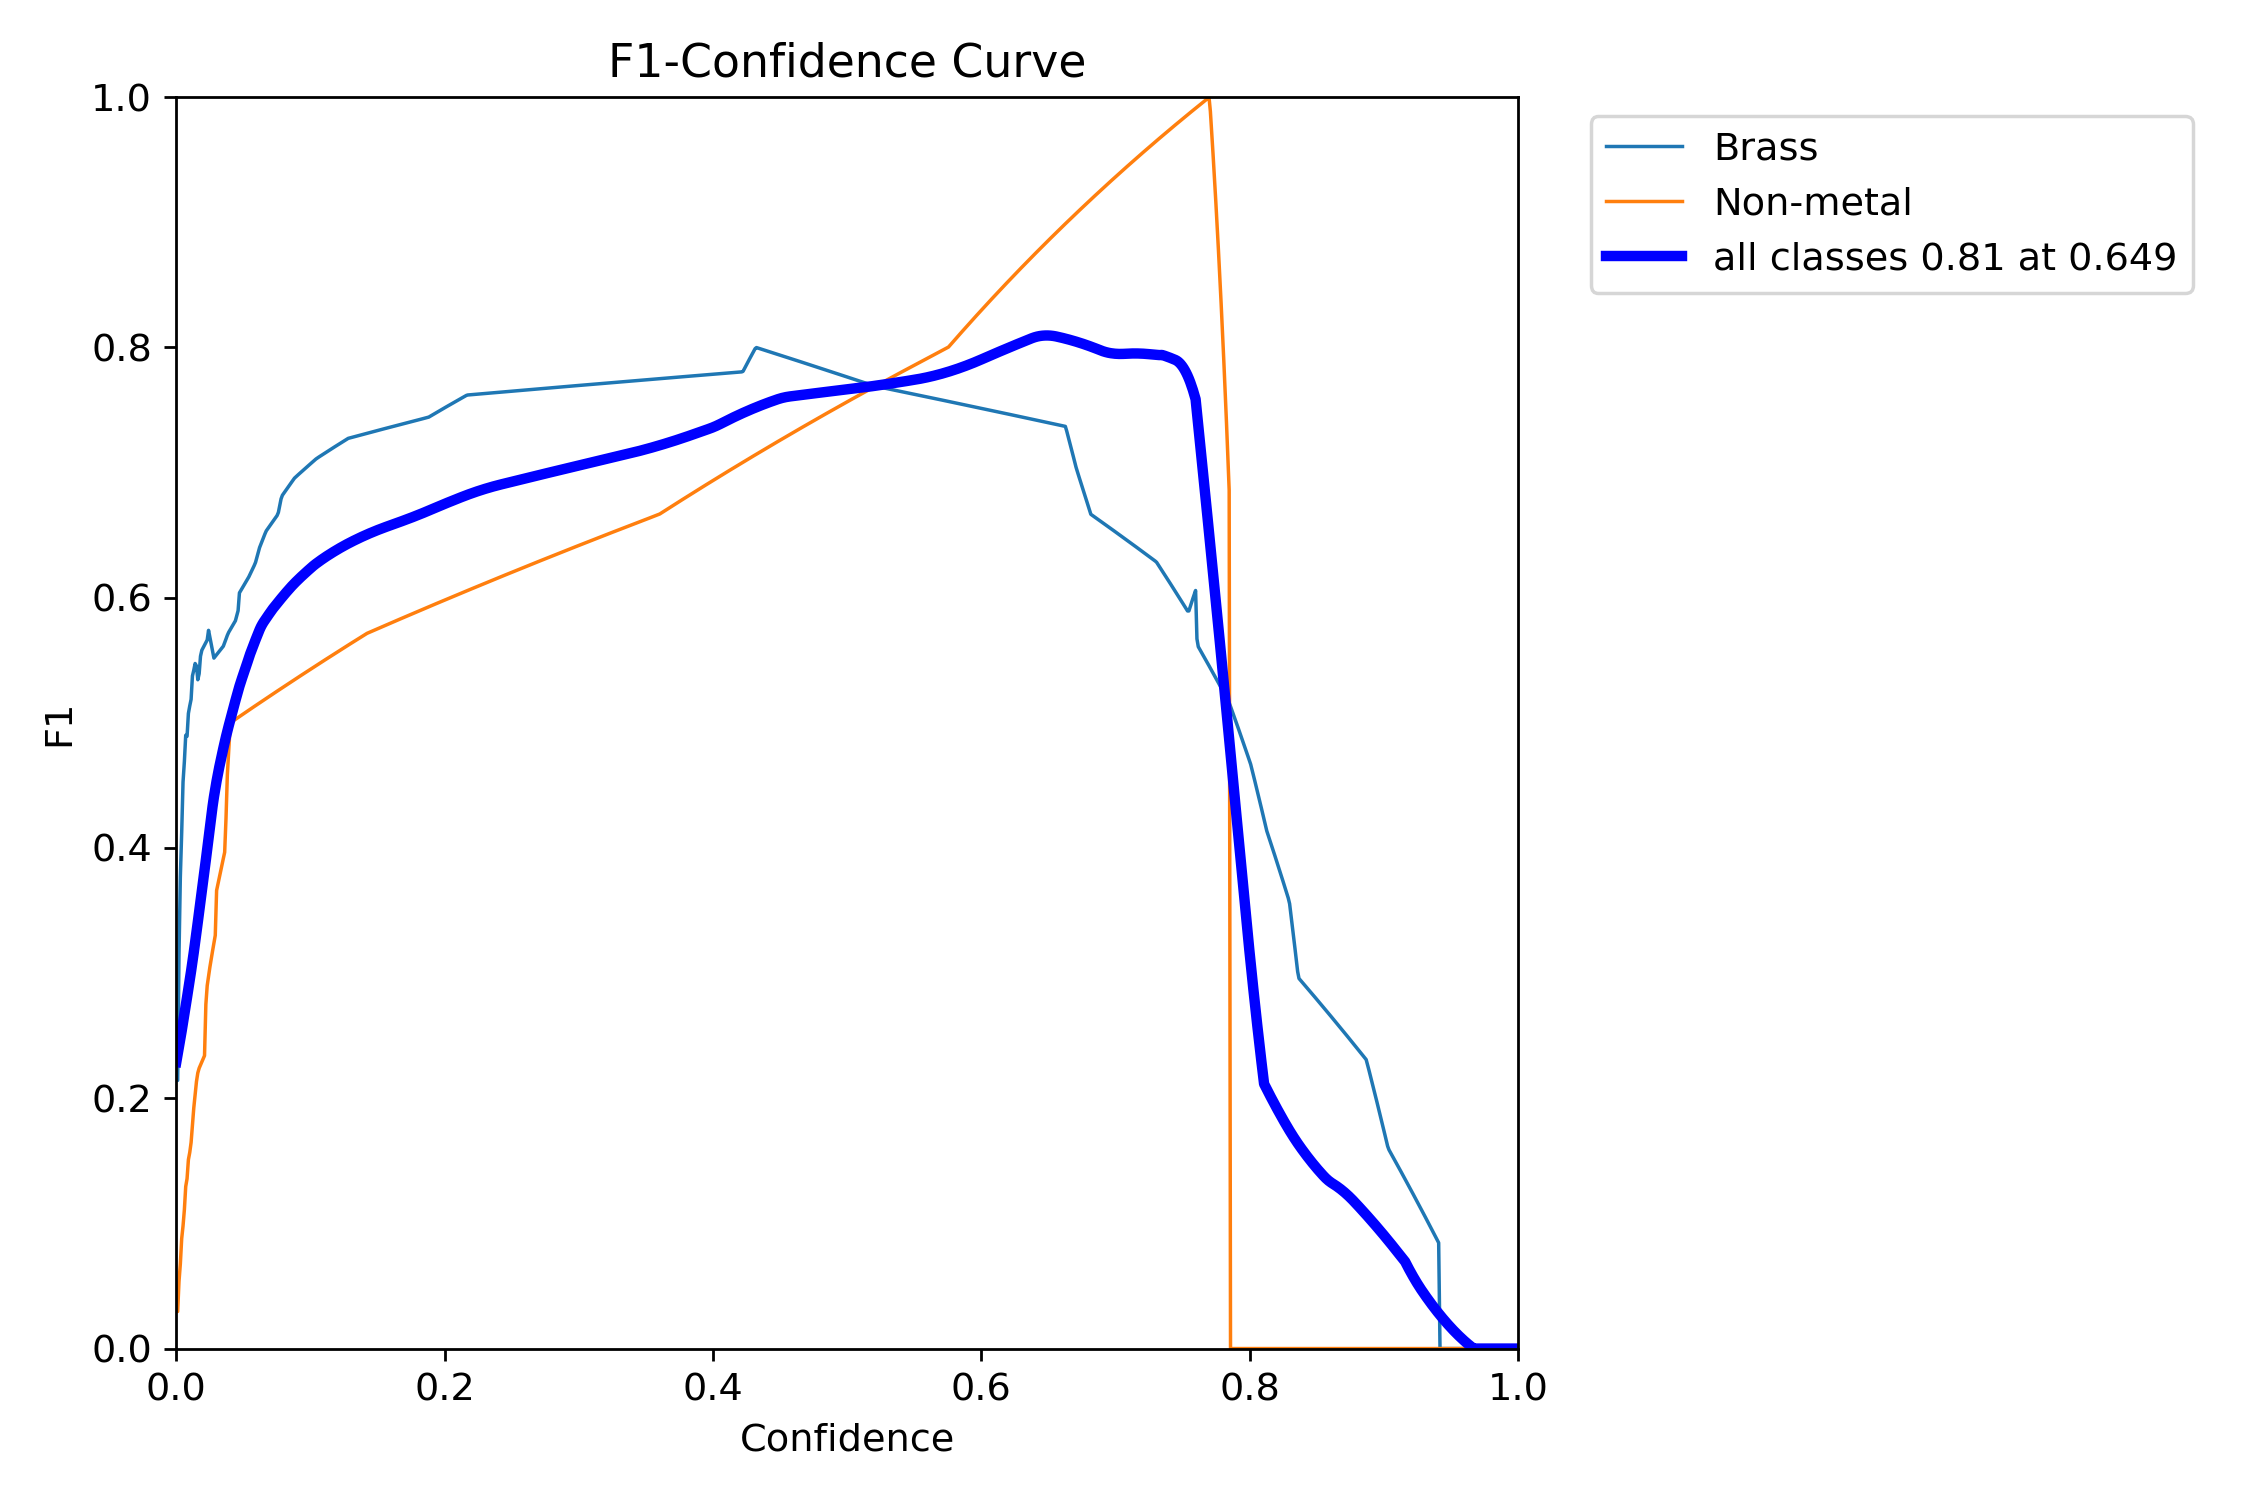 F1-Confidence Curve
1.0
0.8
0.6
0.4
0.2
0.0
F1
0.0 0.2 0.4 0.6 0.8 1.0
Confidence
Brass
Non-metal
all classes 0.81 at 0.649